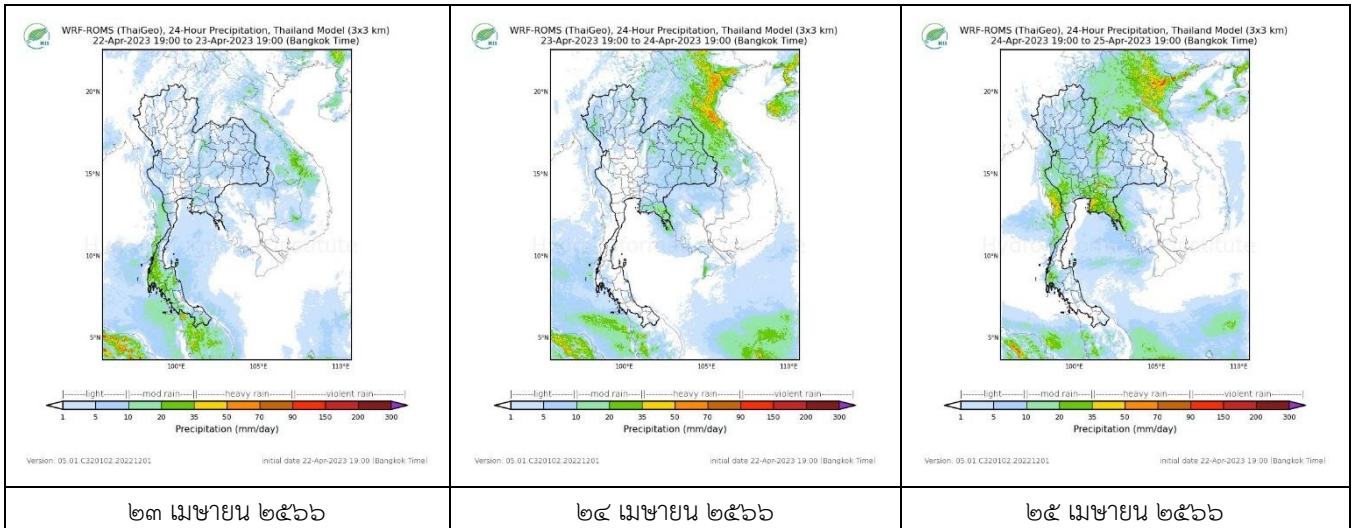 WRF-ROMS (ThaiGeo), 24-Hour Precipitation, Thailand Model (3x3 km)
22-Apr-2023 19:00 to 23-Apr-2023 19:00 (Bangkok Time)
HII
20°N
15°N
10°N
5°N
100°E 105°E 110°E
|------light------||---mod rain---||------heavy rain------||------violent rain------|
1 5 10 20 35 50 70 90 150 200 300
Precipitation (mm/day)
Version: 05.01.C320102.20221201 initial date 22-Apr-2023 19:00 (Bangkok Time)
๒๓ เมษายน ๒๕๖๖
WRF-ROMS (ThaiGeo), 24-Hour Precipitation, Thailand Model (3x3 km)
23-Apr-2023 19:00 to 24-Apr-2023 19:00 (Bangkok Time)
HII
20°N
15°N
10°N
5°N
100°E 105°E 110°E
|------light------||---mod rain---||------heavy rain------||------violent rain------|
1 5 10 20 35 50 70 90 150 200 300
Precipitation (mm/day)
Version: 05.01.C320102.20221201 initial date 22-Apr-2023 19:00 (Bangkok Time)
๒๔ เมษายน ๒๕๖๖
WRF-ROMS (ThaiGeo), 24-Hour Precipitation, Thailand Model (3x3 km)
24-Apr-2023 19:00 to 25-Apr-2023 19:00 (Bangkok Time)
HII
20°N
15°N
10°N
5°N
100°E 105°E 110°E
|------light------||---mod rain---||------heavy rain------||------violent rain------|
1 5 10 20 35 50 70 90 150 200 300
Precipitation (mm/day)
Version: 05.01.C320102.20221201 initial date 22-Apr-2023 19:00 (Bangkok Time)
๒๕ เมษายน ๒๕๖๖